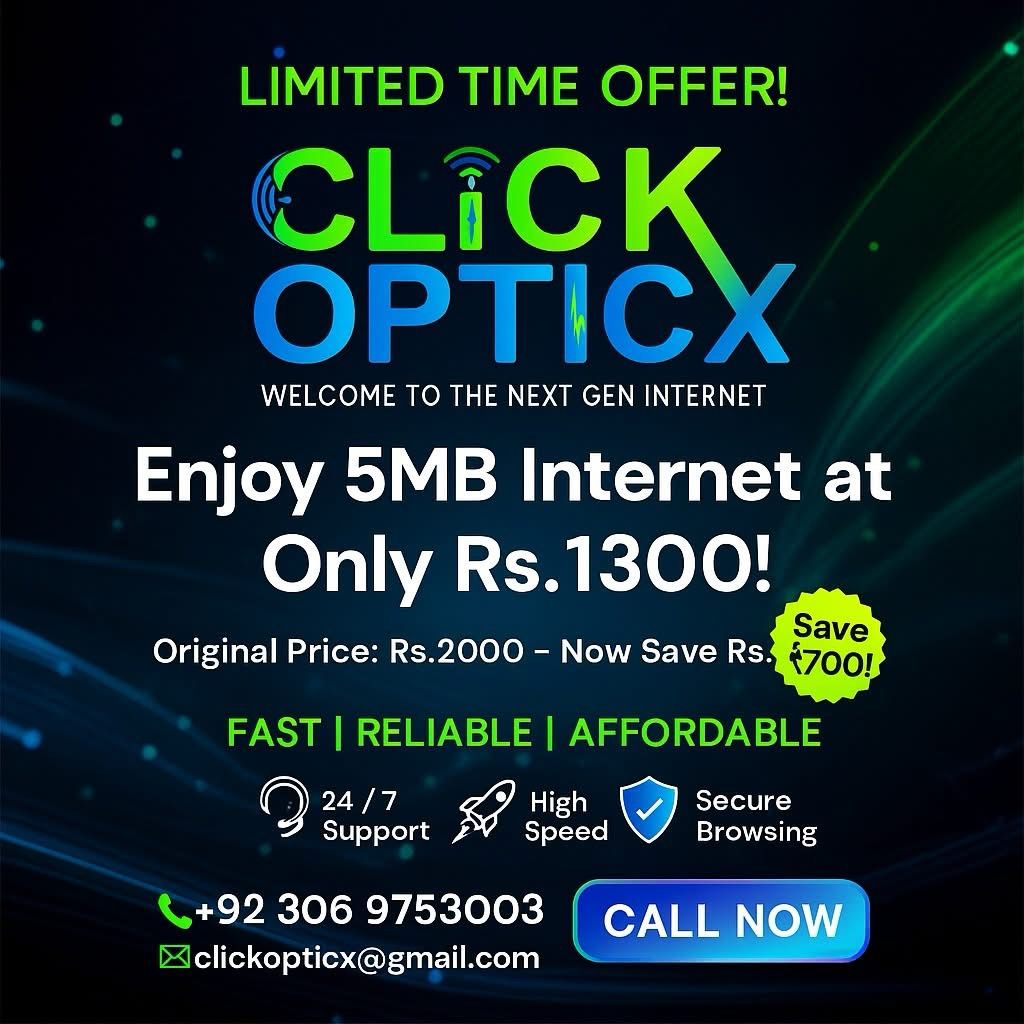 LIMITED TIME OFFER!
CLICK
OPTICX
WELCOME TO THE NEXT GEN INTERNET
Enjoy 5MB Internet at
Only Rs.1300!
Original Price: Rs.2000 – Now Save Rs.
Save
700!
FAST | RELIABLE | AFFORDABLE
24 / 7
Support
High
Speed
Secure
Browsing
+92 306 9753003
clickopticx@gmail.com
CALL NOW